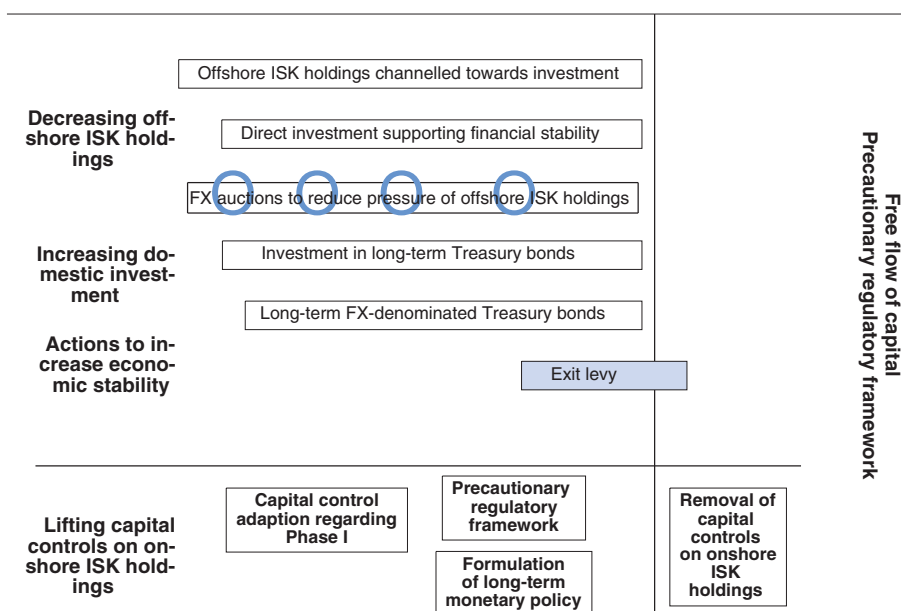 Offshore ISK holdings channelled towards investment
Decreasing off-
shore ISK hold-
ings
Direct investment supporting financial stability
FX auctions to reduce pressure of offshore ISK holdings
Increasing do-
mestic invest-
ment
Investment in long-term Treasury bonds
Long-term FX-denominated Treasury bonds
Actions to in-
crease econo-
mic stability
Exit levy
Free flow of capital
Precautionary regulatory framework
Lifting capital
controls on on-
shore ISK hold-
ings
Capital control
adaption regarding
Phase I
Precautionary
regulatory
framework
Formulation
of long-term
monetary policy
Removal of
capital
controls
on onshore
ISK
holdings